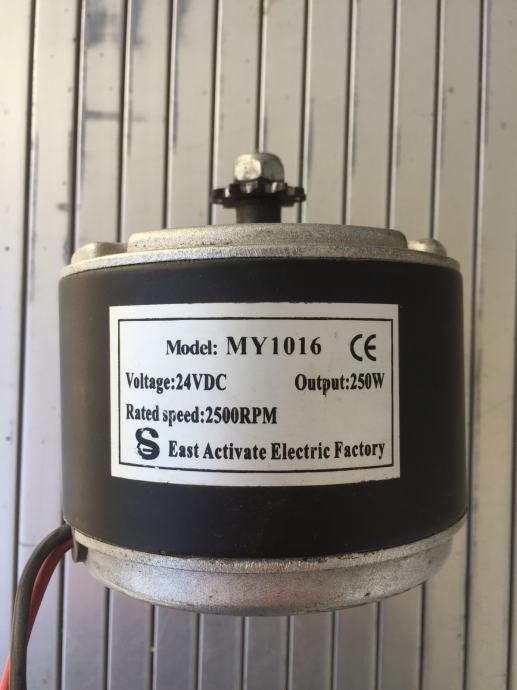 Model: MY1016 CE
Voltage:24VDC Output:250W
Rated speed:2500RPM
East Activate Electric Factory